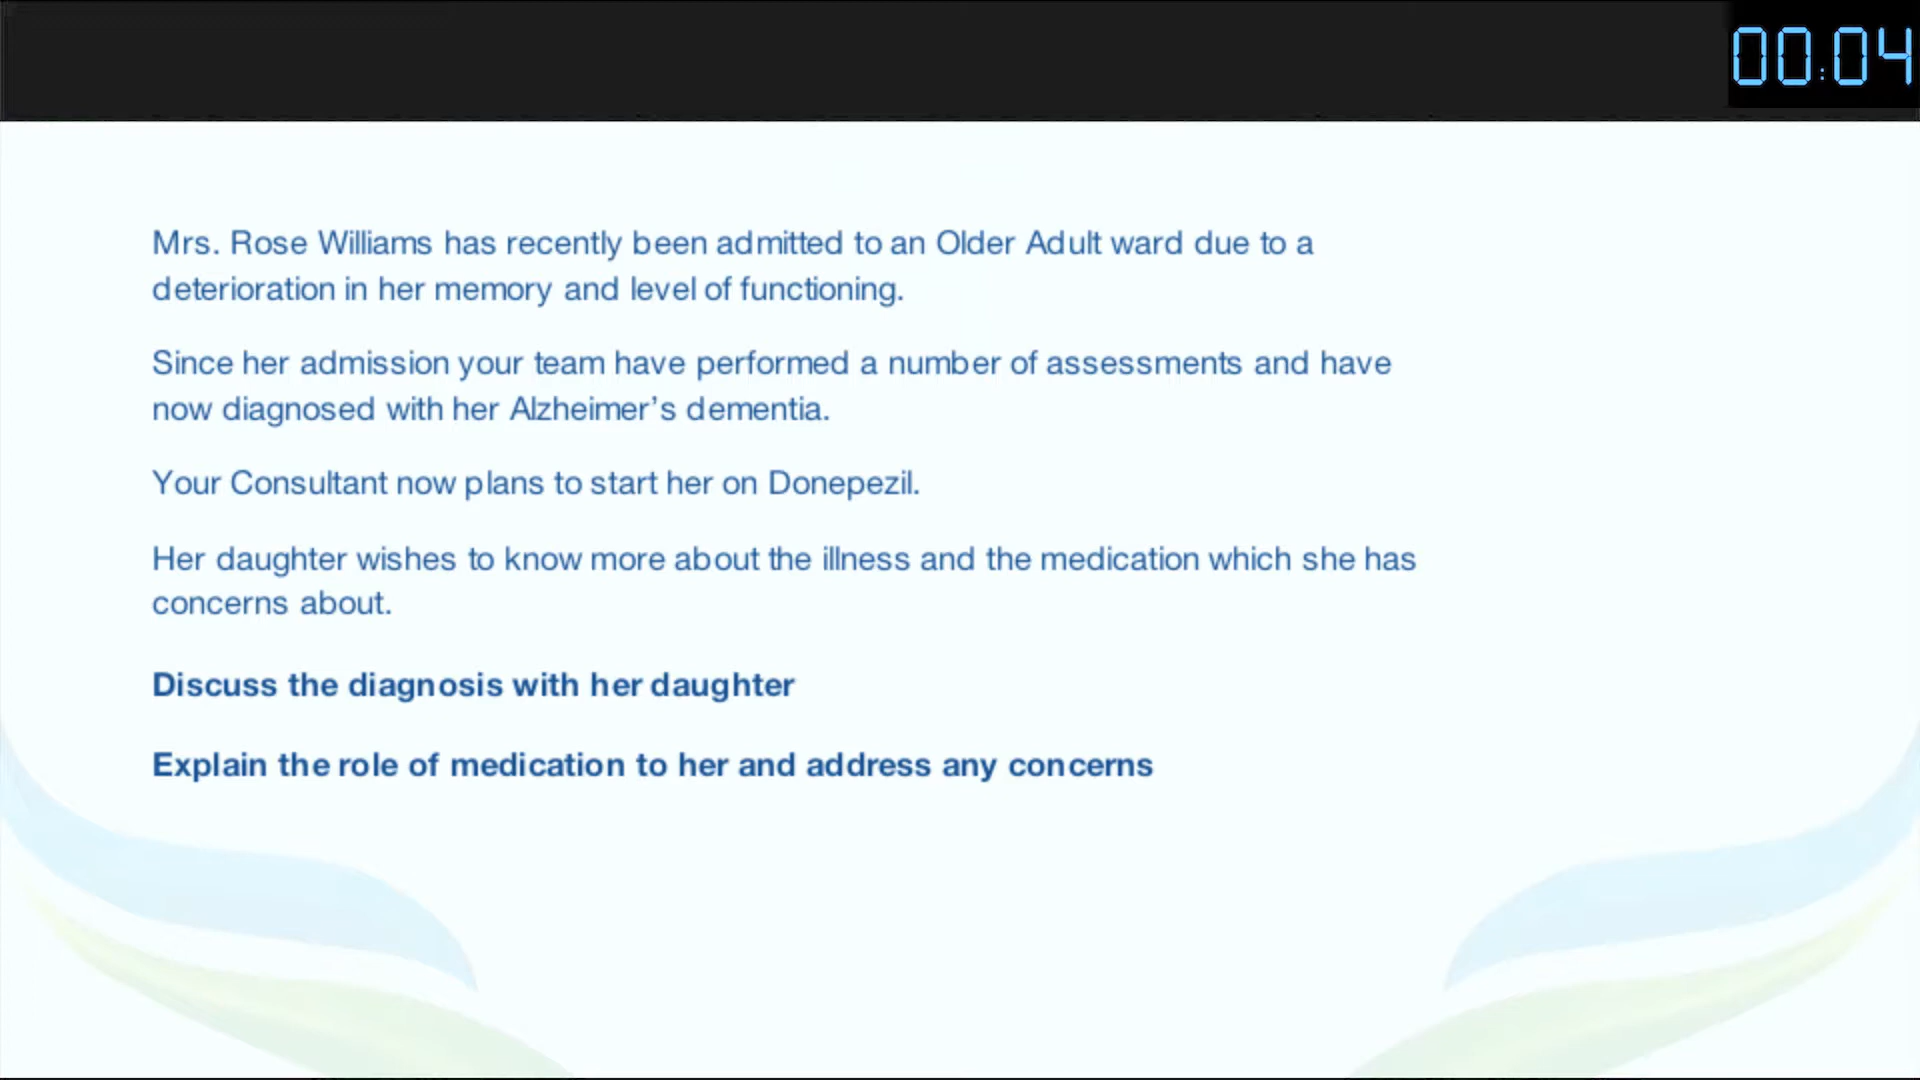 00:04
Mrs. Rose Williams has recently been admitted to an Older Adult ward due to a
deterioration in her memory and level of functioning.
Since her admission your team have performed a number of assessments and have
now diagnosed with her Alzheimer’s dementia.
Your Consultant now plans to start her on Donepezil.
Her daughter wishes to know more about the illness and the medication which she has
concerns about.
Discuss the diagnosis with her daughter
Explain the role of medication to her and address any concerns